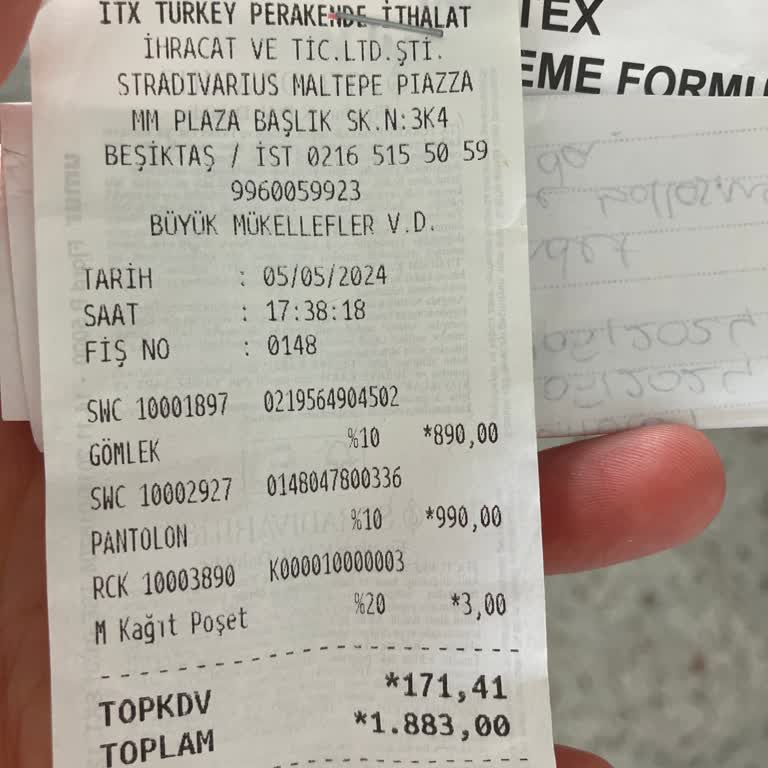 ITX TURKEY PERAKENDE İTHALAT
İHRACAT VE TİC.LTD.ŞTİ.
STRADIVARIUS MALTEPE PIAZZA
MM PLAZA BAŞLIK SK.N:3K4
BEŞİKTAŞ / İST 0216 515 50 59
9960059923
BÜYÜK MÜKELLEFLER V.D.
TARİH : 05/05/2024
SAAT : 17:38:18
FİŞ NO : 0148
SWC 10001897 0219564904502
GÖMLEK %10 *890,00
SWC 10002927 0148047800336
PANTOLON %10 *990,00
RCK 10003890 K000010000003
M Kağıt Poşet %20 *3,00
TOPKDV *171,41
TOPLAM *1.883,00
TEX
EME FORMU